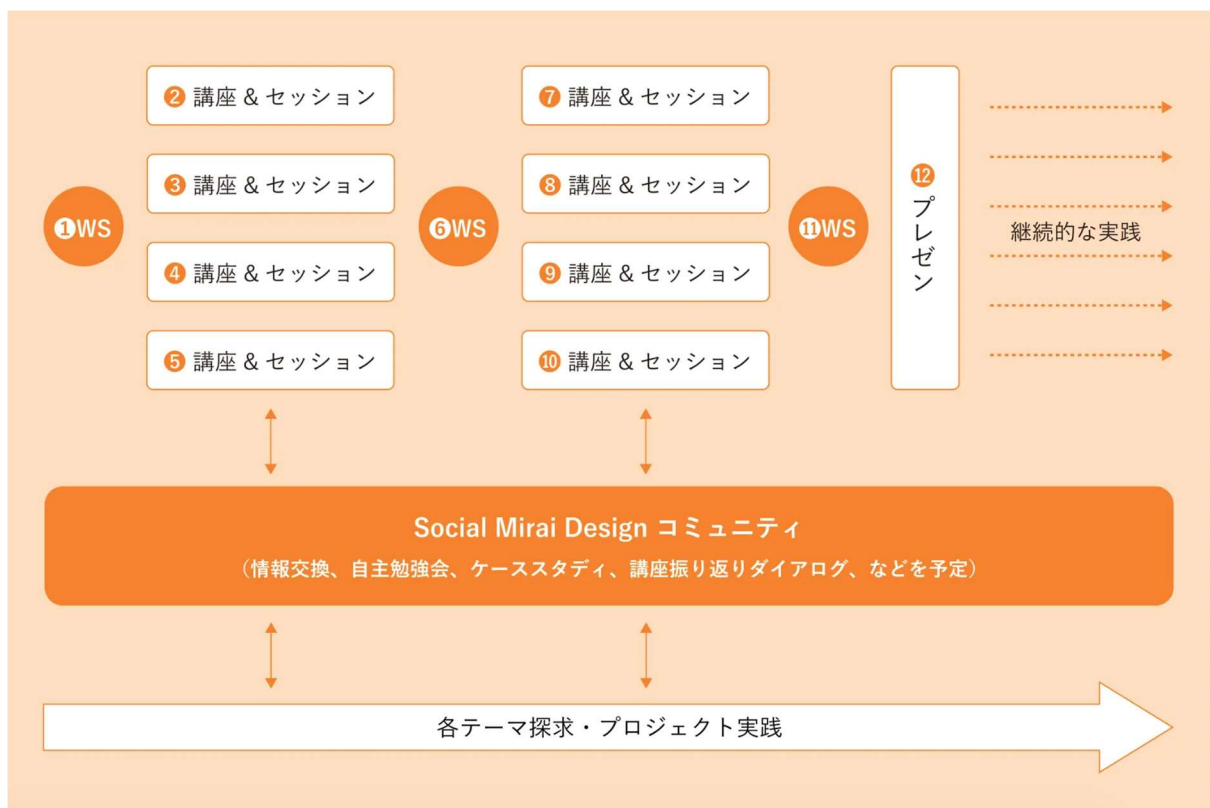 ❶WS
❷ 講座 & セッション
❸ 講座 & セッション
❹ 講座 & セッション
❺ 講座 & セッション
❻WS
❼ 講座 & セッション
❽ 講座 & セッション
❾ 講座 & セッション
❿ 講座 & セッション
⓫WS
⓬プレゼン
継続的な実践
Social Mirai Design コミュニティ
（情報交換、自主勉強会、ケーススタディ、講座振り返りダイアログ、などを予定）
各テーマ探求・プロジェクト実践